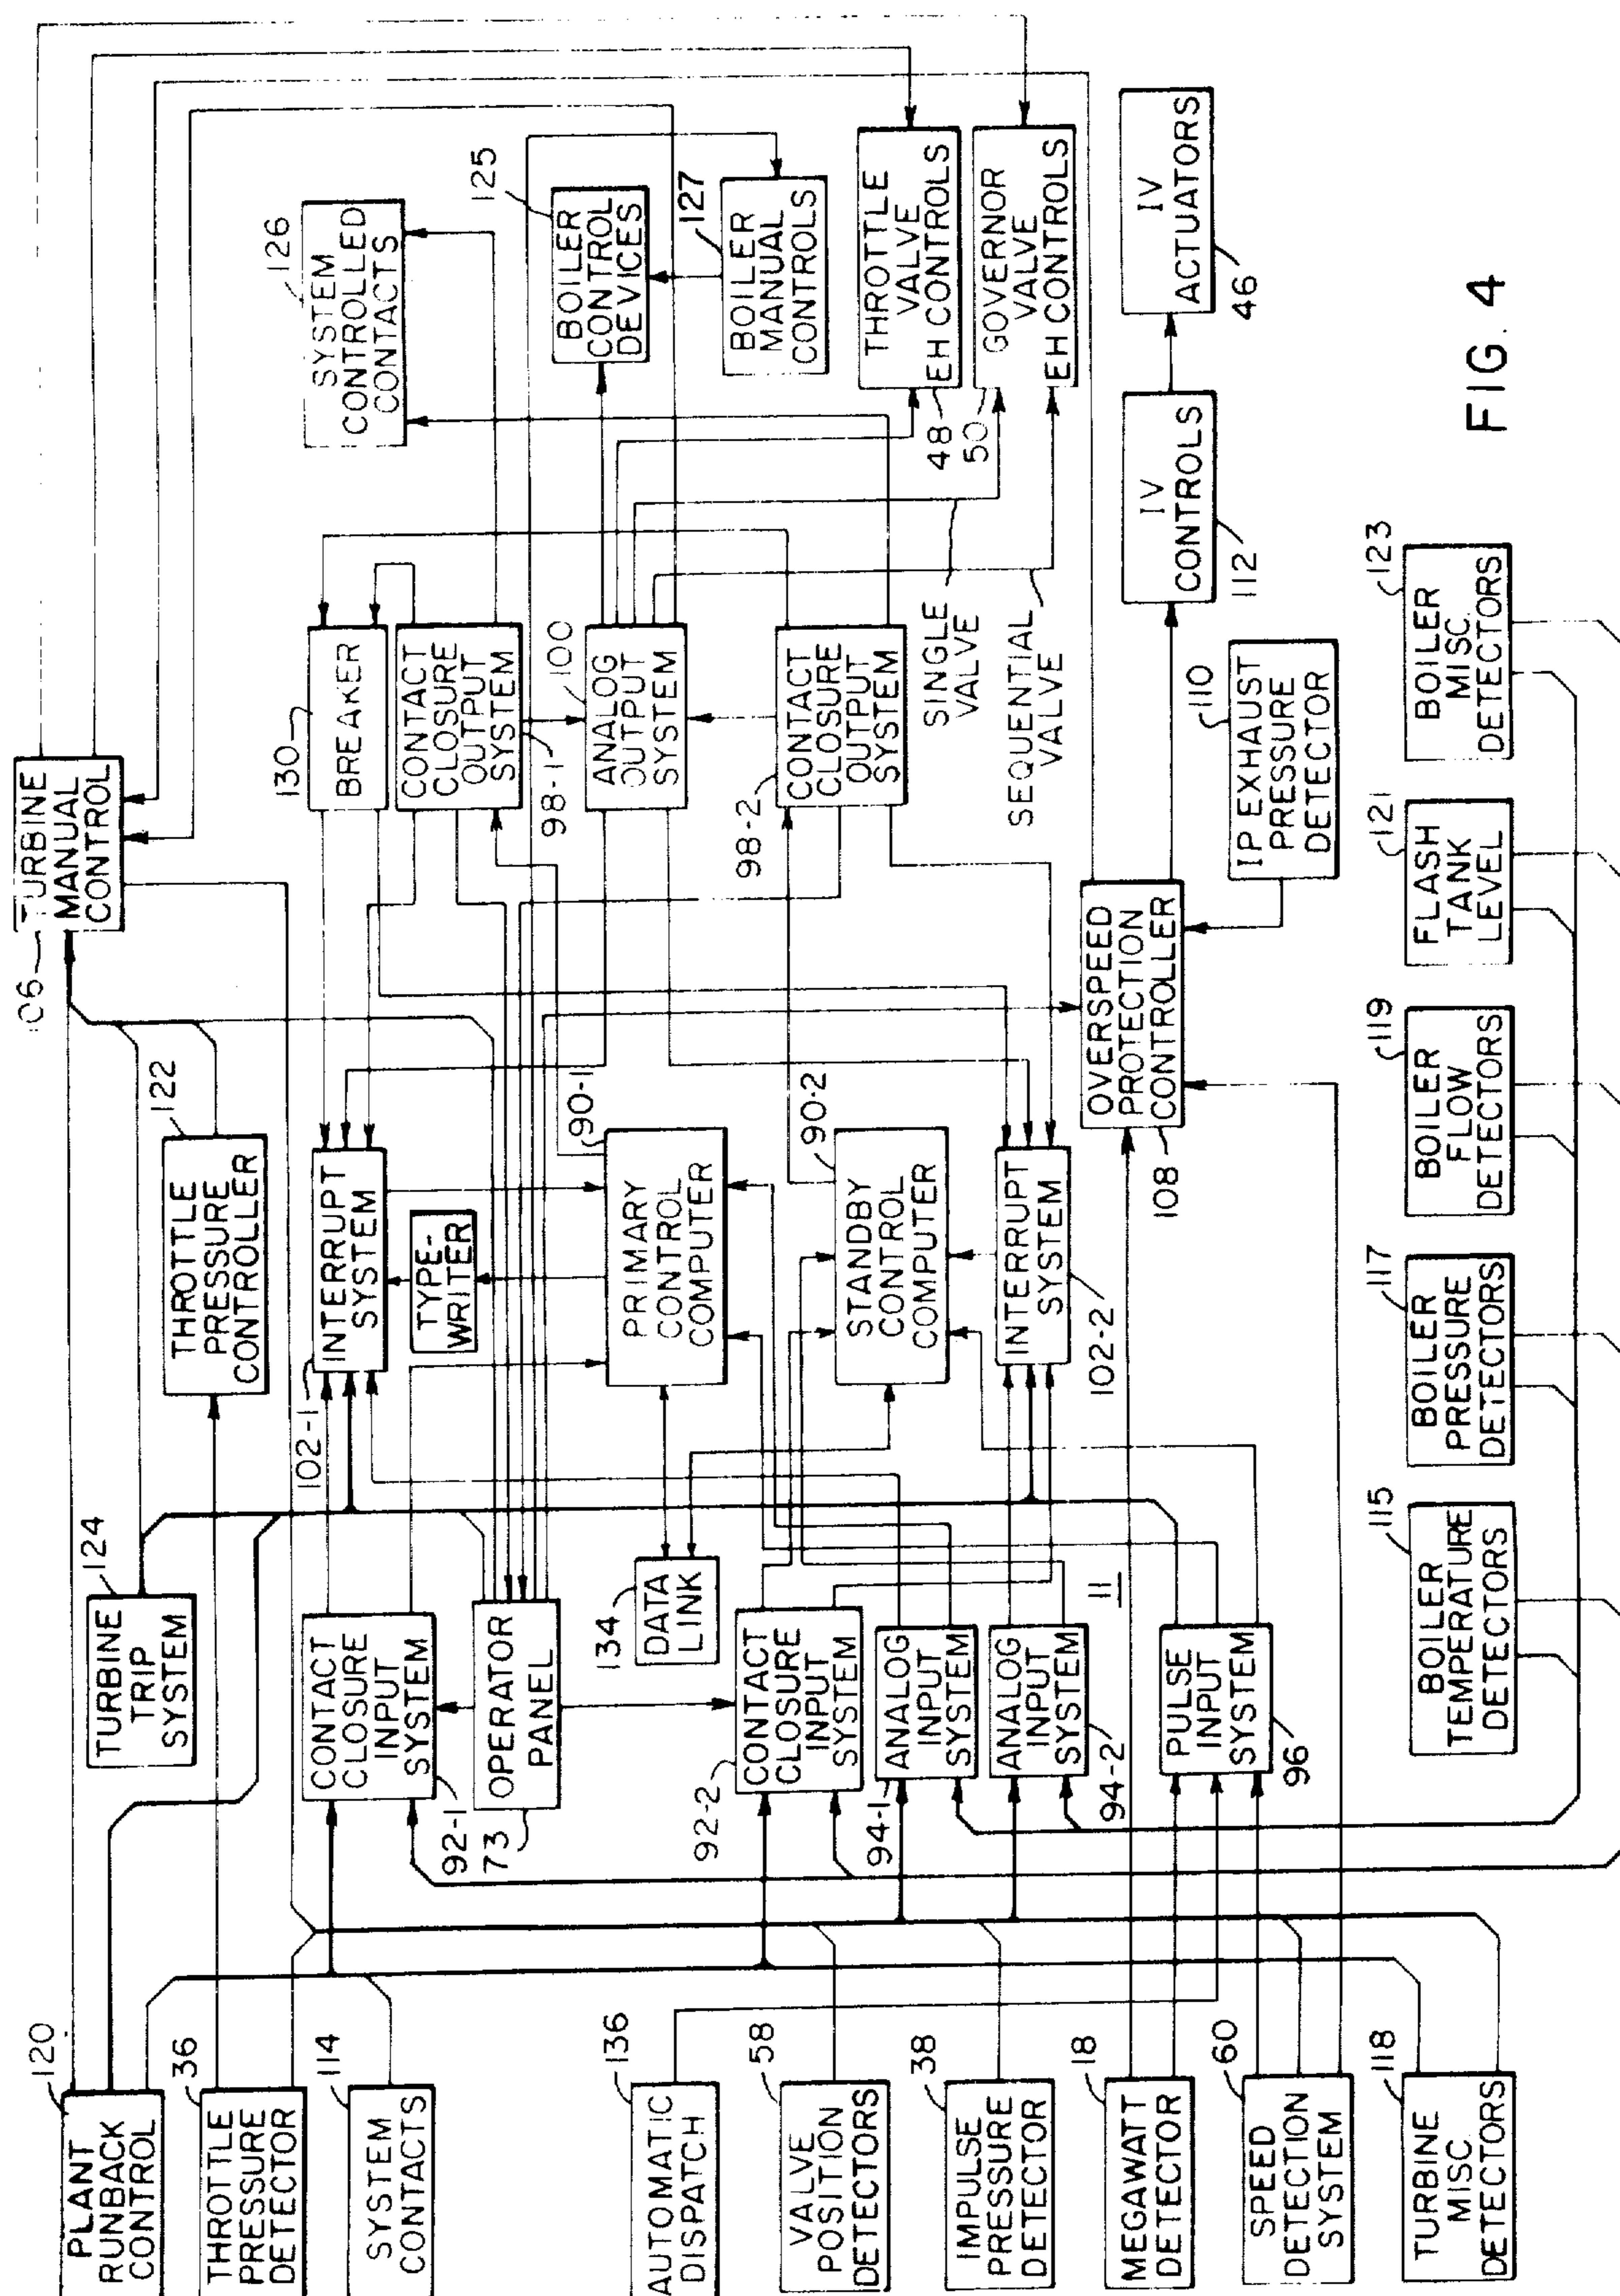 120
PLANT
RUNBACK
CONTROL
36
THROTTLE
PRESSURE
DETECTOR
114
SYSTEM
CONTACTS
136
AUTOMATIC
DISPATCH
58
VALVE
POSITION
DETECTORS
38
IMPULSE
PRESSURE
DETECTOR
18
MEGAWATT
DETECTOR
60
SPEED
DETECTION
SYSTEM
118
TURBINE
MISC.
DETECTORS
124
TURBINE
TRIP
SYSTEM
CONTACT
CLOSURE
INPUT
SYSTEM
92-1
OPERATOR
PANEL
73
134
DATA
LINK
CONTACT
CLOSURE
INPUT
SYSTEM
92-2
ANALOG
INPUT
SYSTEM
94-1
ANALOG
INPUT
SYSTEM
94-2
11
PULSE
INPUT
SYSTEM
96
122
THROTTLE
PRESSURE
CONTROLLER
102-1
INTERRUPT
SYSTEM
TYPE-
WRITER
90-1
PRIMARY
CONTROL
COMPUTER
90-2
STANDBY
CONTROL
COMPUTER
INTERRUPT
SYSTEM
102-2
OVERSPEED
PROTECTION
CONTROLLER
108
106
TURBINE
MANUAL
CONTROL
130
BREAKER
CONTACT
CLOSURE
OUTPUT
SYSTEM
98-1
100
ANALOG
OUTPUT
SYSTEM
98-2
CONTACT
CLOSURE
OUTPUT
SYSTEM
SINGLE
VALVE
SEQUENTIAL
VALVE
110
IP EXHAUST
PRESSURE
DETECTOR
126
SYSTEM
CONTROLLED
CONTACTS
125
BOILER
CONTROL
DEVICES
127
BOILER
MANUAL
CONTROLS
THROTTLE
VALVE
EH CONTROLS
48
GOVERNOR
VALVE
EH CONTROLS
50
IV
CONTROLS
112
IV
ACTUATORS
46
115
BOILER
TEMPERATURE
DETECTORS
117
BOILER
PRESSURE
DETECTORS
119
BOILER
FLOW
DETECTORS
121
FLASH
TANK
LEVEL
123
BOILER
MISC.
DETECTORS
FIG. 4